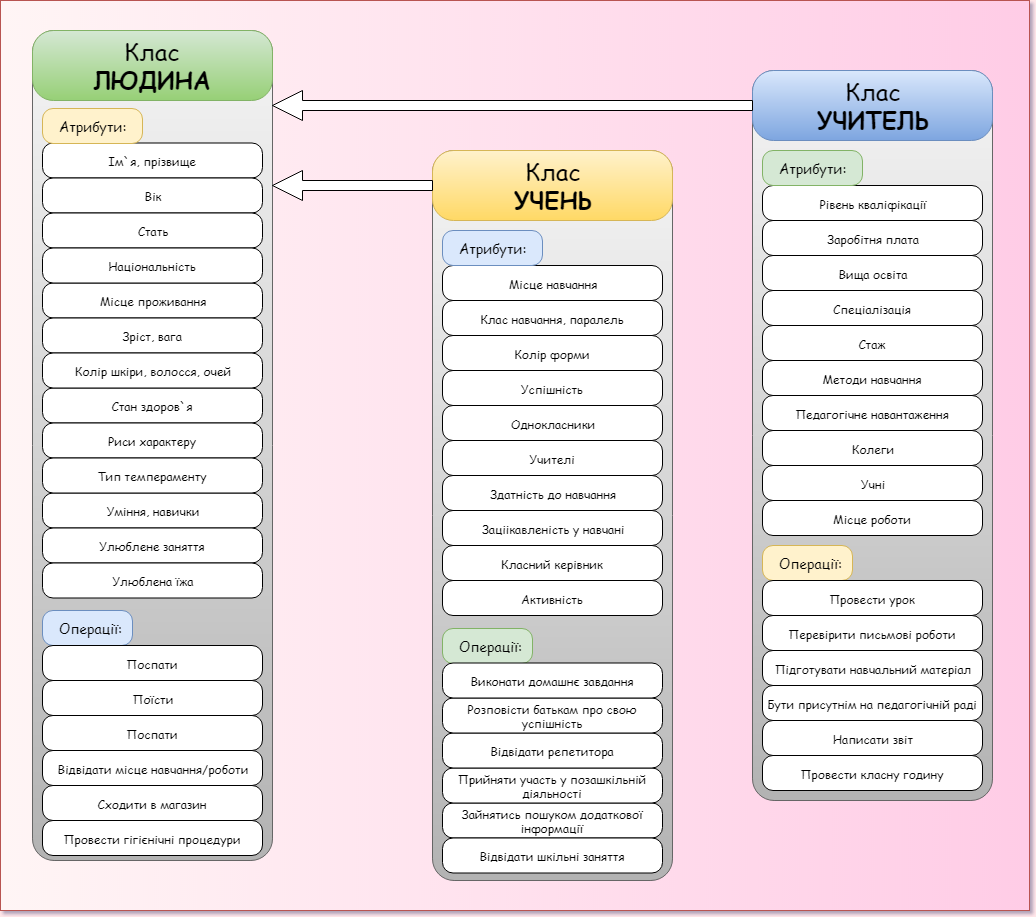 Клас
ЛЮДИНА
Атрибути:
Ім`я, прізвище
Вік
Стать
Національність
Місце проживання
Зріст, вага
Колір шкіри, волосся, очей
Стан здоров`я
Риси характеру
Тип темпераменту
Уміння, навички
Улюблене заняття
Улюблена їжа
Операції:
Поспати
Поїсти
Поспати
Відвідати місце навчання/роботи
Сходити в магазин
Провести гігієнічні процедури
Клас
УЧЕНЬ
Атрибути:
Місце навчання
Клас навчання, паралель
Колір форми
Успішність
Однокласники
Учителі
Здатність до навчання
Заціікавленість у навчані
Класний керівник
Активність
Операції:
Виконати домашнє завдання
Розповісти батькам про свою
успішність
Відвідати репетитора
Прийняти участь у позашкільній
діяльності
Зайнятись пошуком додаткової
інформації
Відвідати шкільні заняття
Клас
УЧИТЕЛЬ
Атрибути:
Рівень кваліфікації
Заробітня плата
Вища освіта
Спеціалізація
Стаж
Методи навчання
Педагогічне навантаження
Колеги
Учні
Місце роботи
Операції:
Провести урок
Перевірити письмові роботи
Підготувати навчальний матеріал
Бути присутнім на педагогічній раді
Написати звіт
Провести класну годину